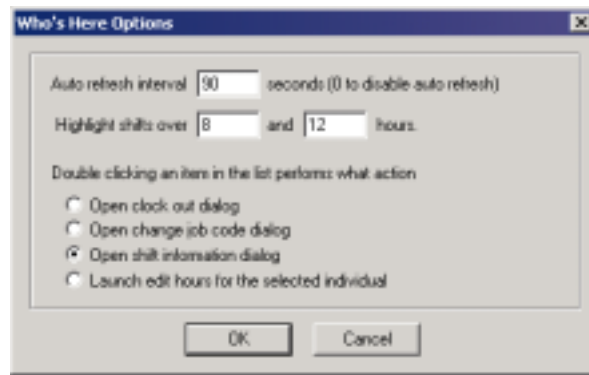 Who's Here Options
Auto refresh interval 90 seconds (0 to disable auto refresh)
Highlight shifts over 8 and 12 hours.
Double clicking an item in the list performs what action
Open clock out dialog
Open change job code dialog
Open shift information dialog
Launch edit hours for the selected individual
OK Cancel